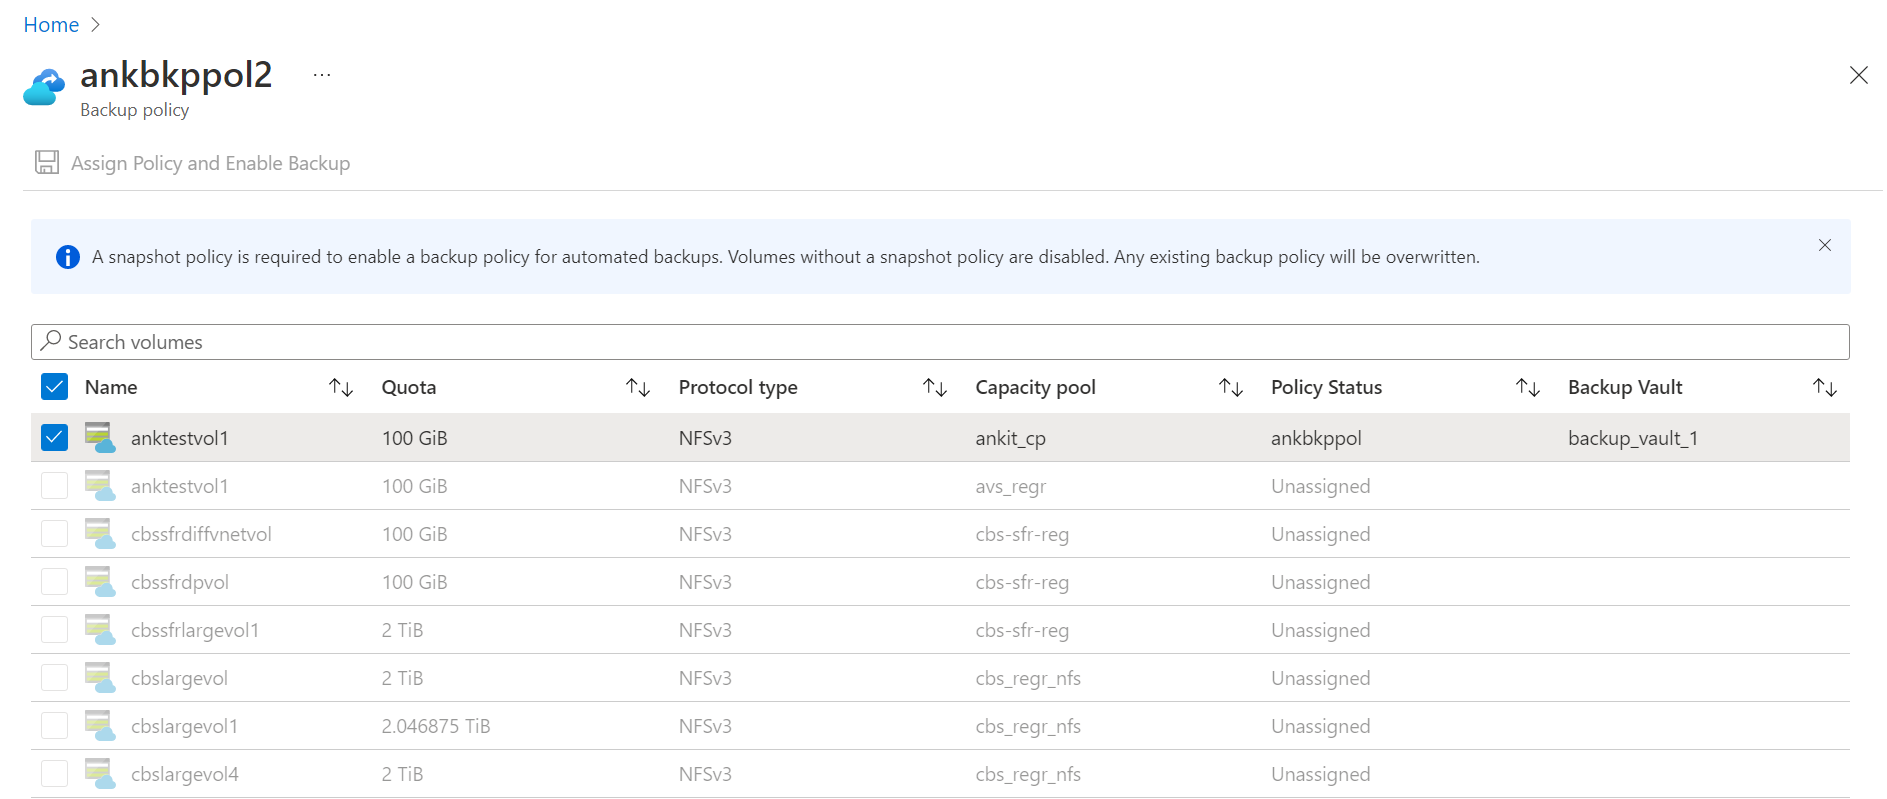 Home
ankbkppol2 ...
Backup policy
Assign Policy and Enable Backup
A snapshot policy is required to enable a backup policy for automated backups. Volumes without a snapshot policy are disabled. Any existing backup policy will be overwritten.
Search volumes
Name Quota Protocol type Capacity pool Policy Status Backup Vault
anktestvol1 100 GiB NFSv3 ankit_cp ankbkppol backup_vault_1
anktestvol1 100 GiB NFSv3 avs_regr Unassigned
cbssfrdiffvnetvol 100 GiB NFSv3 cbs-sfr-reg Unassigned
cbssfrdpvol 100 GiB NFSv3 cbs-sfr-reg Unassigned
cbssfrlargevol1 2 TiB NFSv3 cbs-sfr-reg Unassigned
cbslargevol 2 TiB NFSv3 cbs_regr_nfs Unassigned
cbslargevol1 2.046875 TiB NFSv3 cbs_regr_nfs Unassigned
cbslargevol4 2 TiB NFSv3 cbs_regr_nfs Unassigned